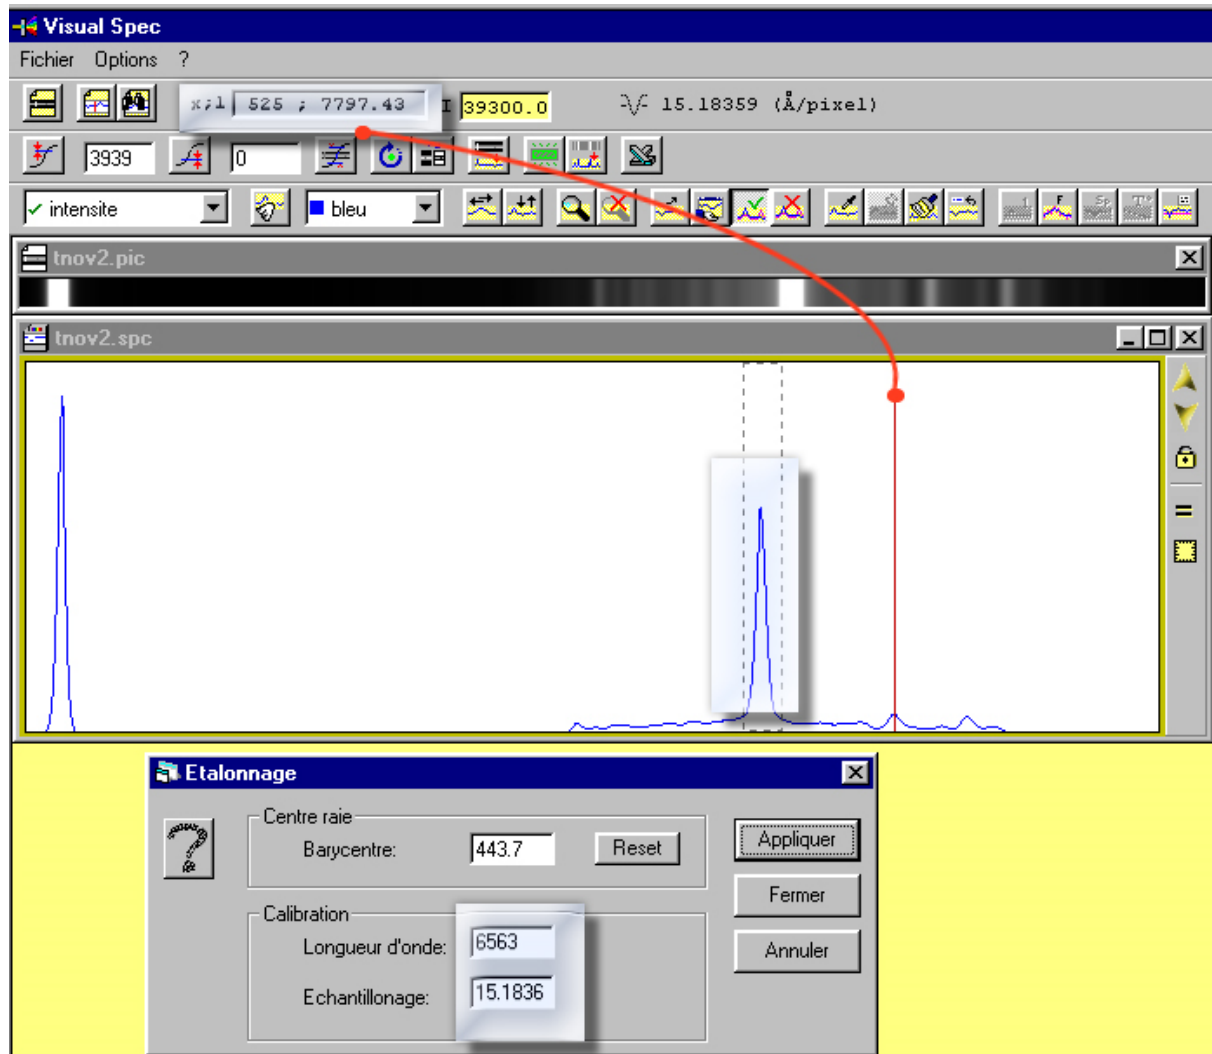 Visual Spec
Fichier Options ?
x;l 525 ; 7797.43 I 39300.0 15.18359 (Å/pixel)
3939 0
intensite bleu
tnov2.pic
tnov2.spc
Etalonnage
Centre raie
Barycentre: 443.7 Reset
Appliquer
Fermer
Calibration
Longueur d'onde: 6563
Annuler
Echantillonage: 15.1836